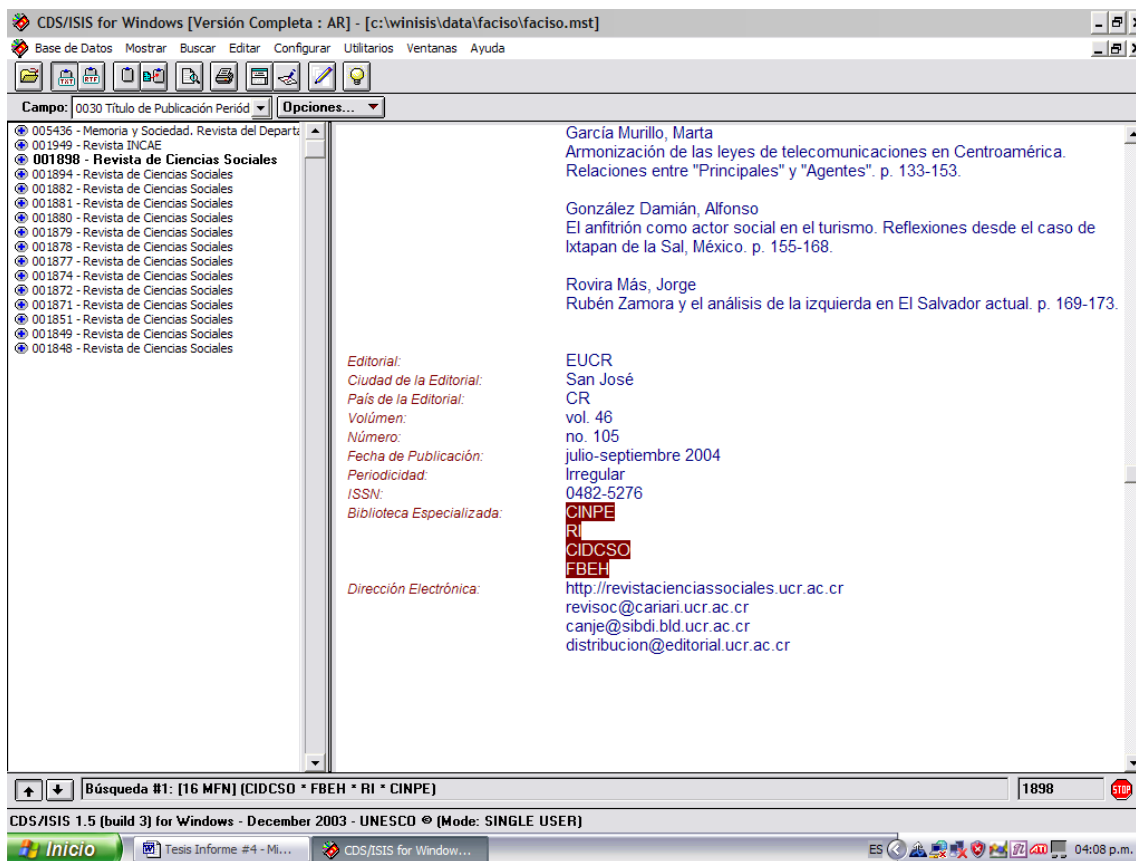 CDS/ISIS for Windows [Versión Completa : AR] - [c:\winisis\data\faciso\faciso.mst]
Base de Datos Mostrar Buscar Editar Configurar Utilitarios Ventanas Ayuda
TXT RTF
Campo: 0030 Título de Publicación Periód Opciones...
005436 - Memoria y Sociedad. Revista del Departa
001949 - Revista INCAE
001898 - Revista de Ciencias Sociales
001894 - Revista de Ciencias Sociales
001882 - Revista de Ciencias Sociales
001881 - Revista de Ciencias Sociales
001880 - Revista de Ciencias Sociales
001879 - Revista de Ciencias Sociales
001878 - Revista de Ciencias Sociales
001877 - Revista de Ciencias Sociales
001874 - Revista de Ciencias Sociales
001872 - Revista de Ciencias Sociales
001871 - Revista de Ciencias Sociales
001851 - Revista de Ciencias Sociales
001849 - Revista de Ciencias Sociales
001848 - Revista de Ciencias Sociales
García Murillo, Marta
Armonización de las leyes de telecomunicaciones en Centroamérica.
Relaciones entre "Principales" y "Agentes". p. 133-153.
González Damián, Alfonso
El anfitrión como actor social en el turismo. Reflexiones desde el caso de
Ixtapan de la Sal, México. p. 155-168.
Rovira Más, Jorge
Rubén Zamora y el análisis de la izquierda en El Salvador actual. p. 169-173.
Editorial: EUCR
Ciudad de la Editorial: San José
País de la Editorial: CR
Volúmen: vol. 46
Número: no. 105
Fecha de Publicación: julio-septiembre 2004
Periodicidad: Irregular
ISSN: 0482-5276
Biblioteca Especializada: CINPE
RI
CIDCSO
FBEH
Dirección Electrónica: http://revistacienciassociales.ucr.ac.cr
revisoc@cariari.ucr.ac.cr
canje@sibdi.bld.ucr.ac.cr
distribucion@editorial.ucr.ac.cr
Búsqueda #1: [16 MFN] (CIDCSO * FBEH * RI * CINPE) 1898 STOP
CDS/ISIS 1.5 (build 3) for Windows - December 2003 - UNESCO © (Mode: SINGLE USER)
Inicio Tesis Informe #4 - Mi... CDS/ISIS for Window... ES 04:08 p.m.